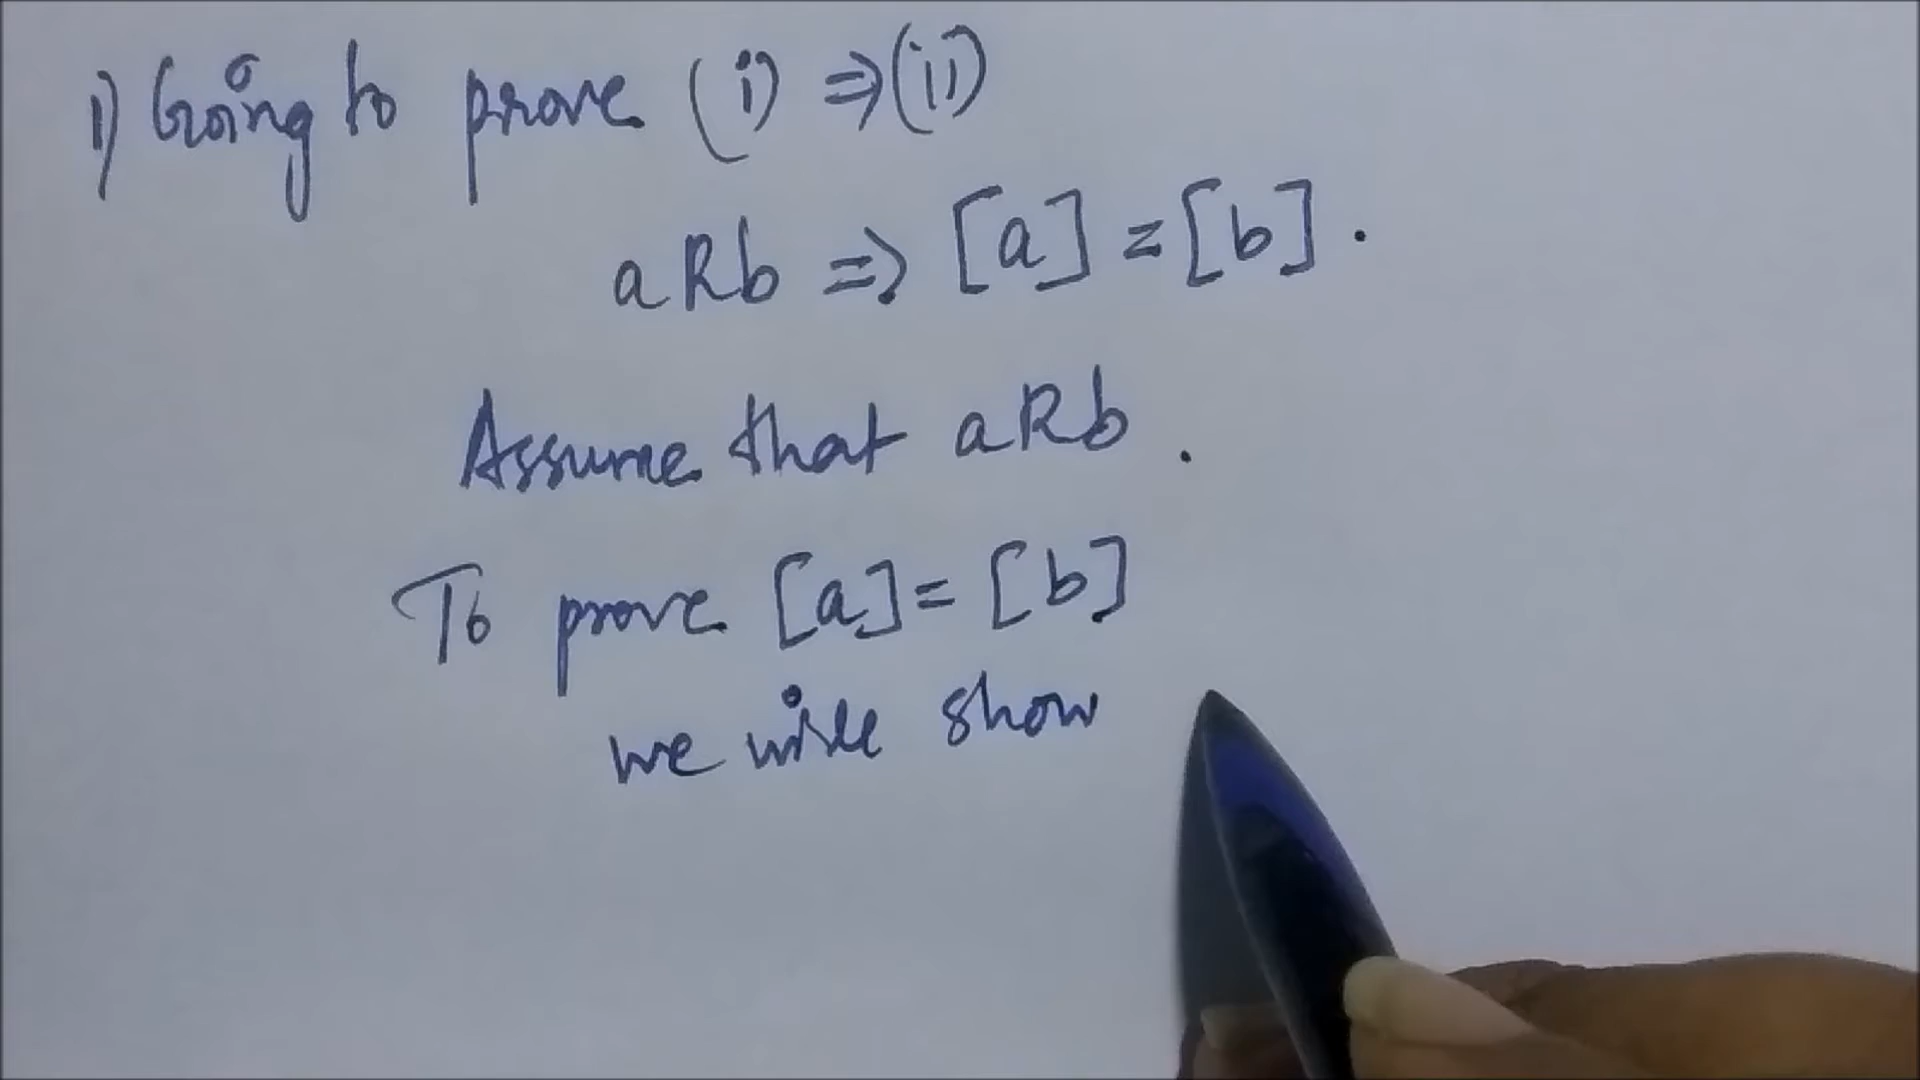 1) Going to prove (i) ⇒ (ii)
aRb ⇒ [a] = [b].
Assume that aRb.
To prove [a] = [b]
we will show